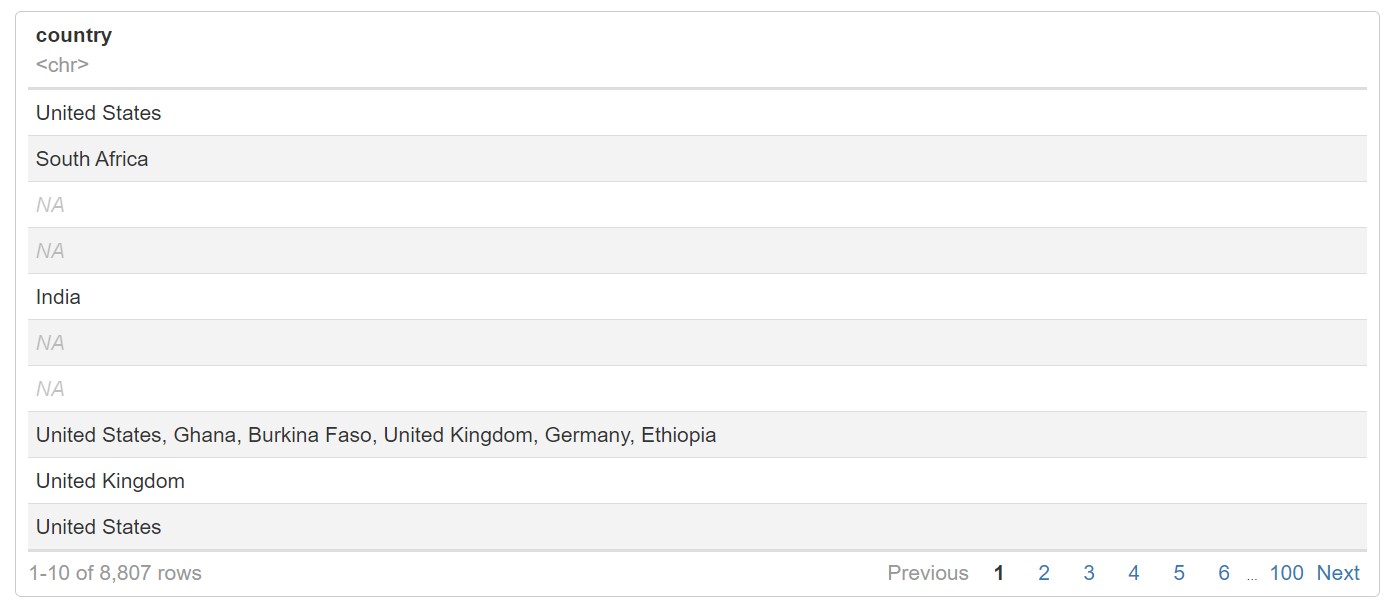 country
<chr>
United States
South Africa
NA
NA
India
NA
NA
United States, Ghana, Burkina Faso, United Kingdom, Germany, Ethiopia
United Kingdom
United States
1-10 of 8,807 rows Previous 1 2 3 4 5 6 ... 100 Next